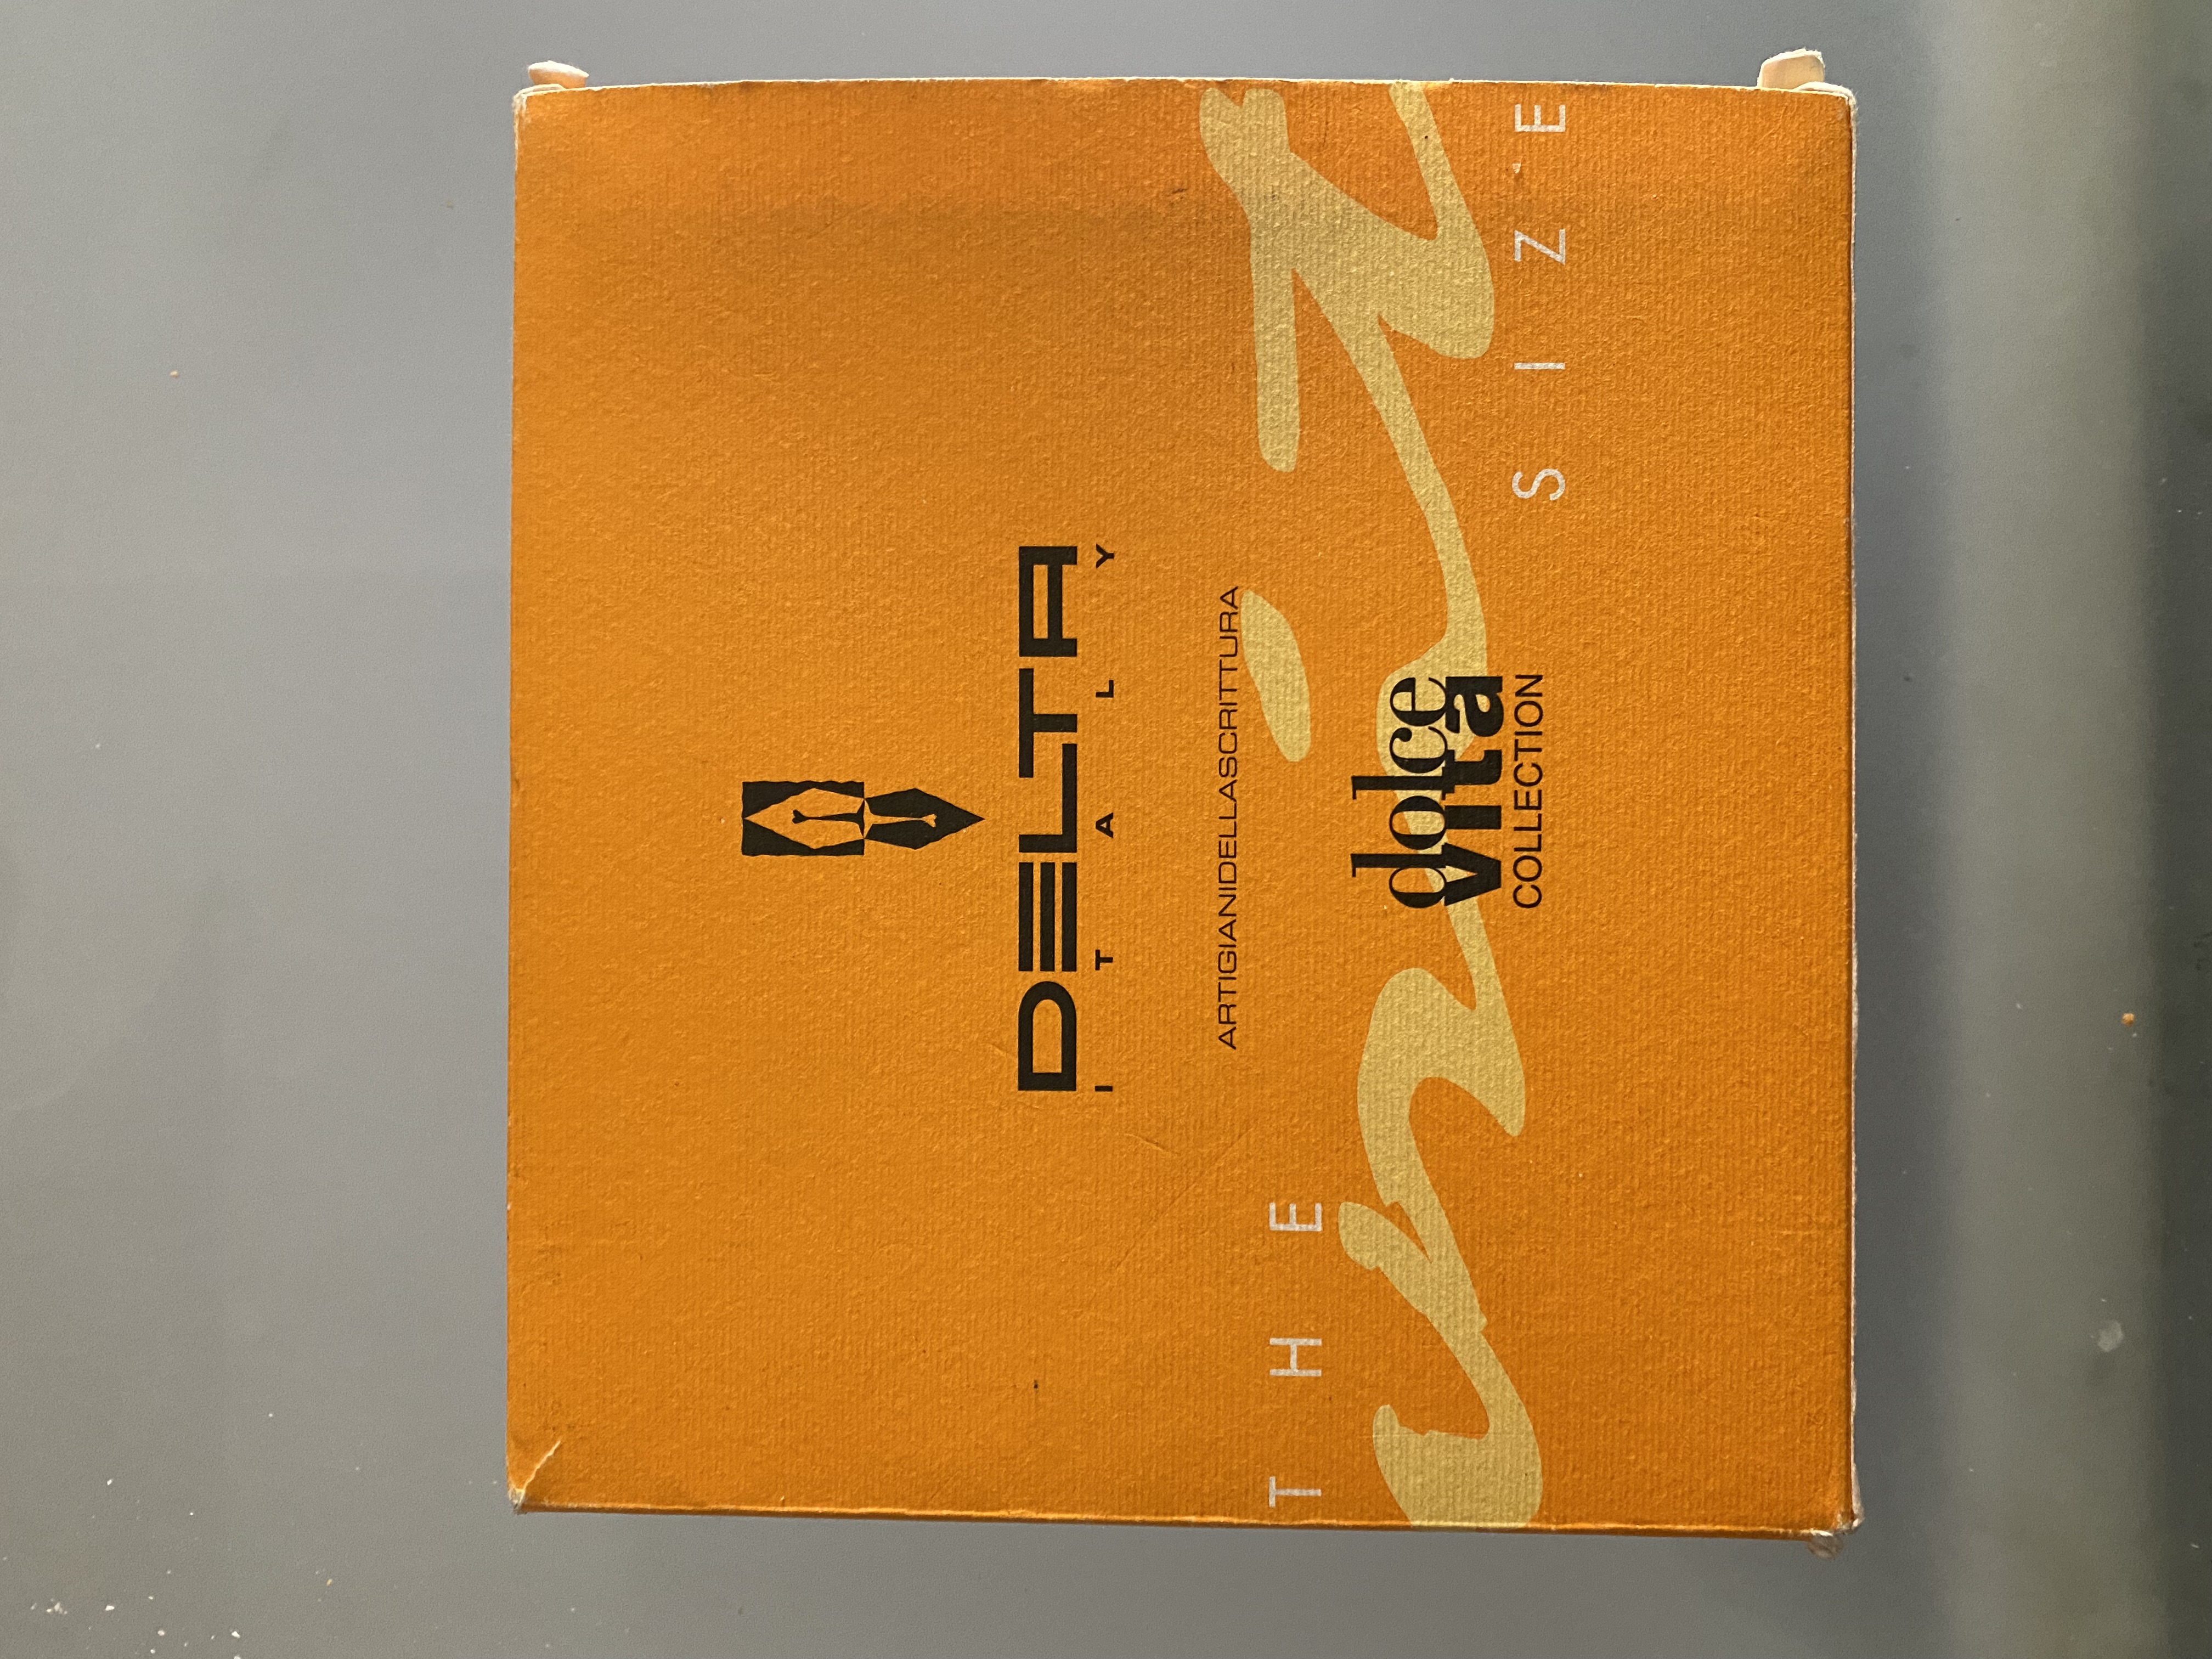 DELTA
ITALY
ARTIGIANIDELLASCRITTURA
THE
dolce
vita
COLLECTION
SIZE